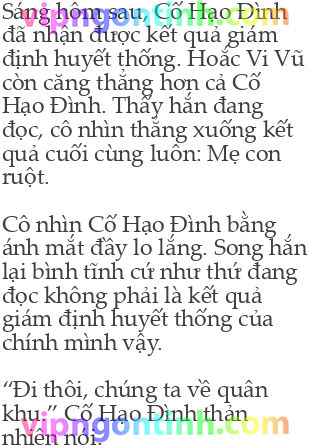 Sáng hôm sau, Cố Hạo Đình
vipngontinh.com
đã nhận được kết quả giám
định huyết thống. Hoắc Vi Vũ
còn căng thẳng hơn cả Cố
Hạo Đình. Thấy hắn đang
đọc, cô nhìn thẳng xuống kết
quả cuối cùng luôn: Mẹ con
ruột.
Cô nhìn Cố Hạo Đình bằng
ánh mắt đầy lo lắng. Song hắn
lại bình tĩnh cứ như thứ đang
đọc không phải là kết quả
giám định huyết thống của
chính mình vậy.
“Đi thôi, chúng ta về quân
khu.” Cố Hạo Đình thản
vipngontinh.com
nhiên nói.